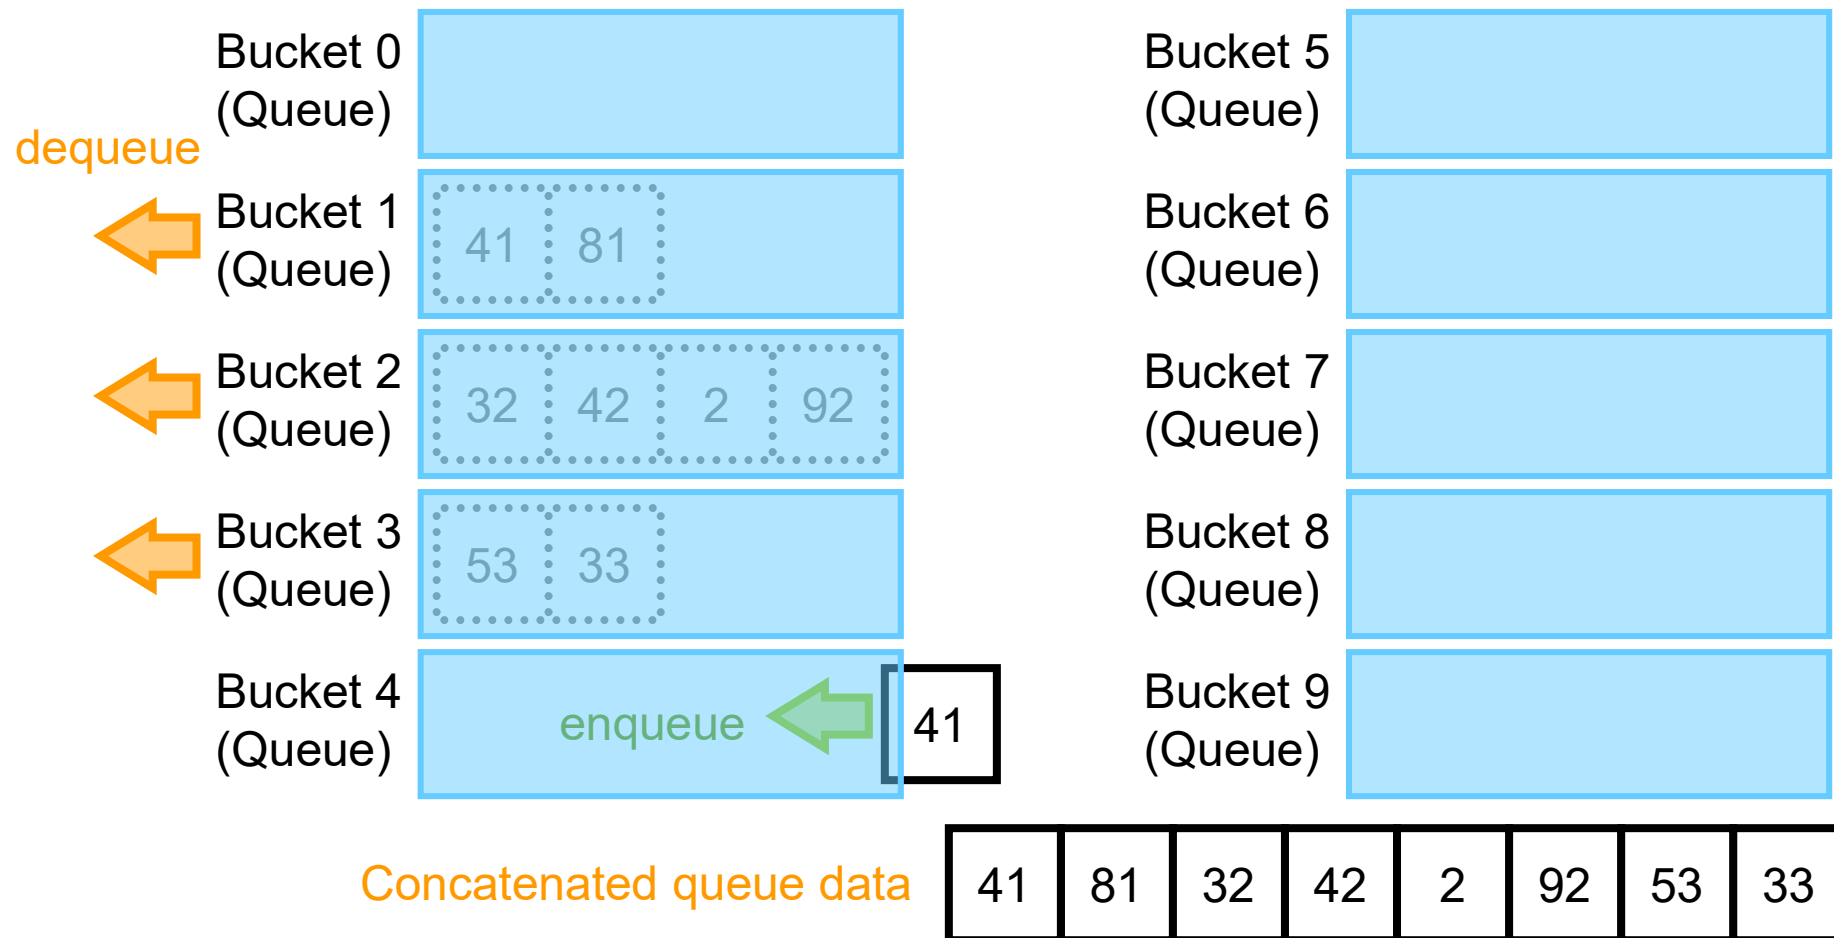 Bucket 0
(Queue)
dequeue
Bucket 1
(Queue)
41 81
Bucket 2
(Queue)
32 42 2 92
Bucket 3
(Queue)
53 33
Bucket 4
(Queue)
enqueue
41
Bucket 5
(Queue)
Bucket 6
(Queue)
Bucket 7
(Queue)
Bucket 8
(Queue)
Bucket 9
(Queue)
Concatenated queue data 41 81 32 42 2 92 53 33